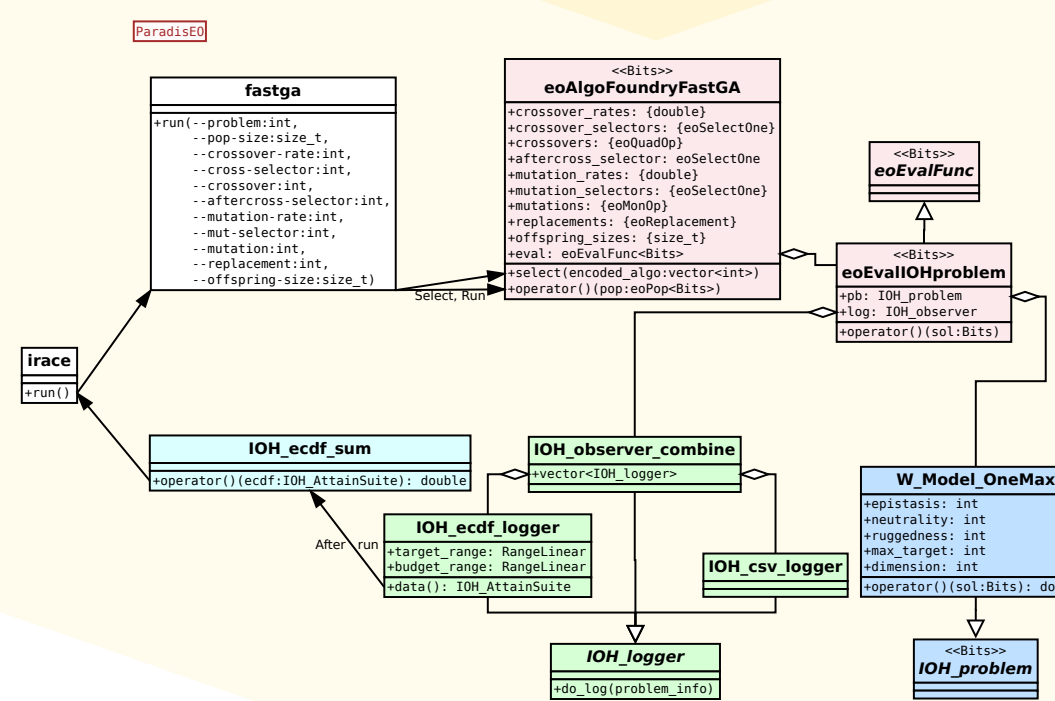 ParadisEO
fastga
+run(--problem:int,
--pop-size:size_t,
--crossover-rate:int,
--cross-selector:int,
--crossover:int,
--aftercross-selector:int,
--mutation-rate:int,
--mut-selector:int,
--mutation:int,
--replacement:int,
--offspring-size:size_t)
<<Bits>>
eoAlgoFoundryFastGA
+crossover_rates: {double}
+crossover_selectors: {eoSelectOne}
+crossovers: {eoQuadOp}
+aftercross_selector: eoSelectOne
+mutation_rates: {double}
+mutation_selectors: {eoSelectOne}
+mutations: {eoMonOp}
+replacements: {eoReplacement}
+offspring_sizes: {size_t}
+eval: eoEvalFunc<Bits>
+select(encoded_algo:vector<int>)
+operator()(pop:eoPop<Bits>)
Select, Run
<<Bits>>
eoEvalFunc
<<Bits>>
eoEvalIOHproblem
+pb: IOH_problem
+log: IOH_observer
+operator()(sol:Bits)
irace
+run()
IOH_ecdf_sum
+operator()(ecdf:IOH_AttainSuite): double
IOH_observer_combine
+vector<IOH_logger>
IOH_ecdf_logger
+target_range: RangeLinear
+budget_range: RangeLinear
+data(): IOH_AttainSuite
After run
IOH_csv_logger
W_Model_OneMax
+epistasis: int
+neutrality: int
+ruggedness: int
+max_target: int
+dimension: int
+operator()(sol:Bits): do
IOH_logger
+do_log(problem_info)
<<Bits>>
IOH_problem